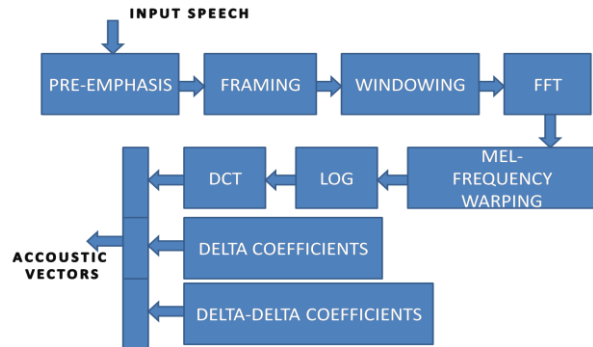 INPUT SPEECH
PRE-EMPHASIS
FRAMING
WINDOWING
FFT
MEL-
FREQUENCY
WARPING
LOG
DCT
DELTA COEFFICIENTS
DELTA-DELTA COEFFICIENTS
ACCOUSTIC
VECTORS